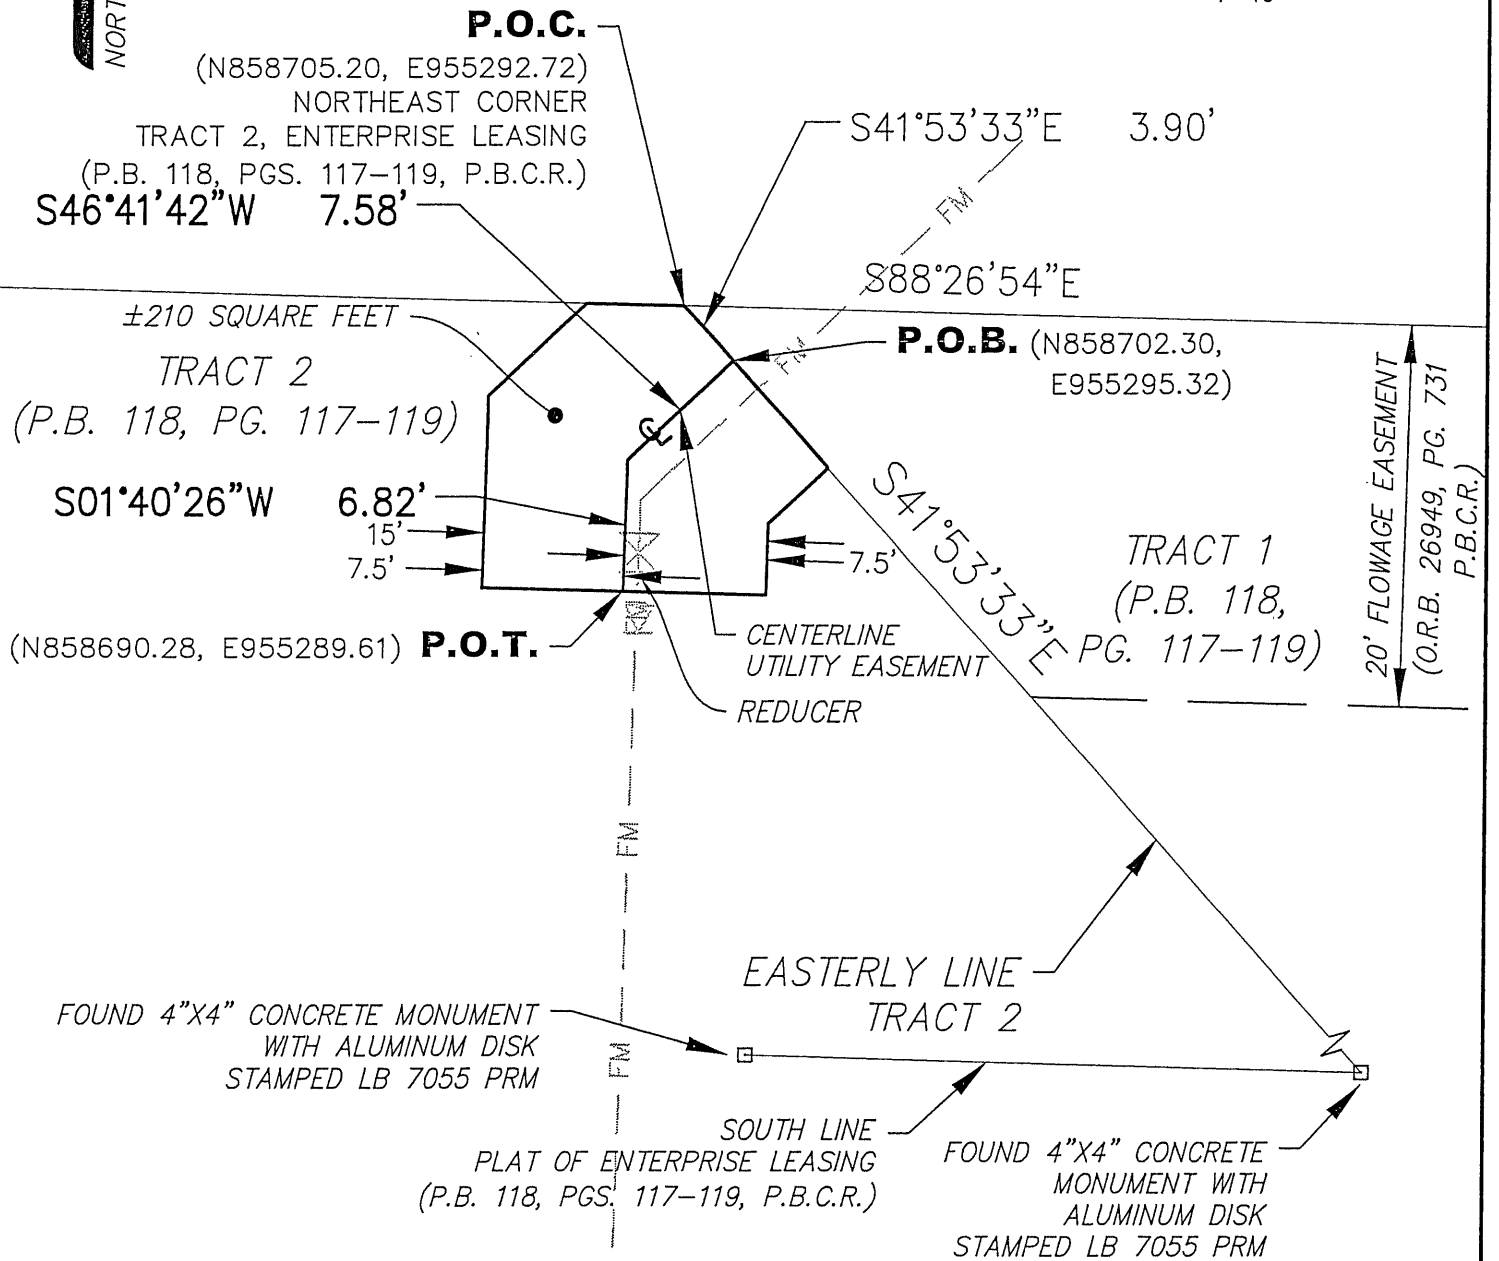 NORT
P.O.C.
(N858705.20, E955292.72)
NORTHEAST CORNER
TRACT 2, ENTERPRISE LEASING
(P.B. 118, PGS. 117–119, P.B.C.R.)
S46°41'42"W 7.58'
S41°53'33"E 3.90'
FM
S88°26'54"E
±210 SQUARE FEET
TRACT 2
(P.B. 118, PG. 117–119)
P.O.B. (N858702.30,
E955295.32)
FM
℄
S01°40'26"W 6.82'
15'
7.5'
7.5'
(N858690.28, E955289.61) P.O.T.
CENTERLINE
UTILITY EASEMENT
REDUCER
S41°53'33"E
TRACT 1
(P.B. 118,
PG. 117–119)
20' FLOWAGE EASEMENT
(O.R.B. 26949, PG. 731
P.B.C.R.)
FM
FM
EASTERLY LINE
TRACT 2
FOUND 4"X4" CONCRETE MONUMENT
WITH ALUMINUM DISK
STAMPED LB 7055 PRM
FM
SOUTH LINE
PLAT OF ENTERPRISE LEASING
(P.B. 118, PGS. 117–119, P.B.C.R.)
FOUND 4"X4" CONCRETE
MONUMENT WITH
ALUMINUM DISK
STAMPED LB 7055 PRM